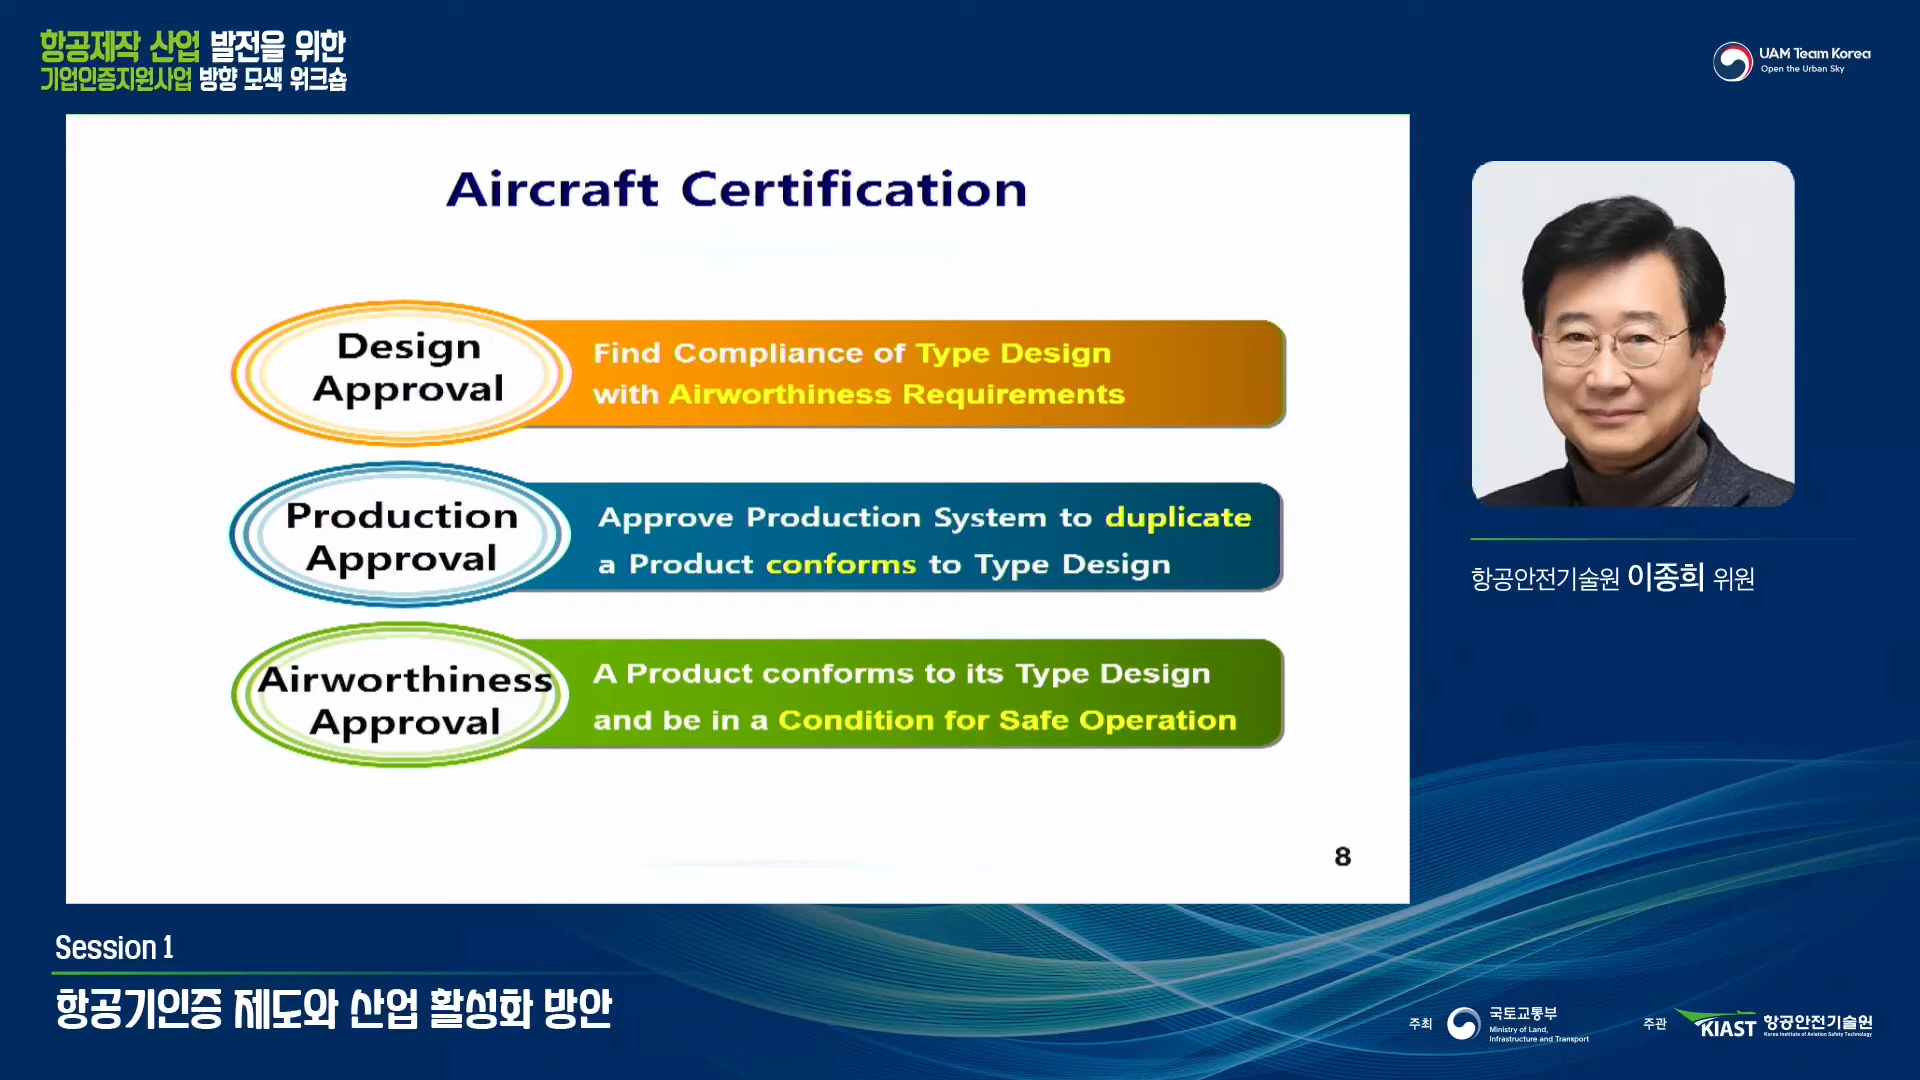 항공제작 산업 발전을 위한
기업인증지원사업 방향 모색 워크숍
UAM Team Korea
Open the Urban Sky
Aircraft Certification
Design
Approval
Find Compliance of Type Design
with Airworthiness Requirements
Production
Approval
Approve Production System to duplicate
a Product conforms to Type Design
Airworthiness
Approval
A Product conforms to its Type Design
and be in a Condition for Safe Operation
8
항공안전기술원 이종희 위원
Session 1
항공기인증 제도와 산업 활성화 방안
주최
국토교통부
Ministry of Land,
Infrastructure and Transport
주관
KIAST
항공안전기술원
Korea Institute of Aviation Safety Technology